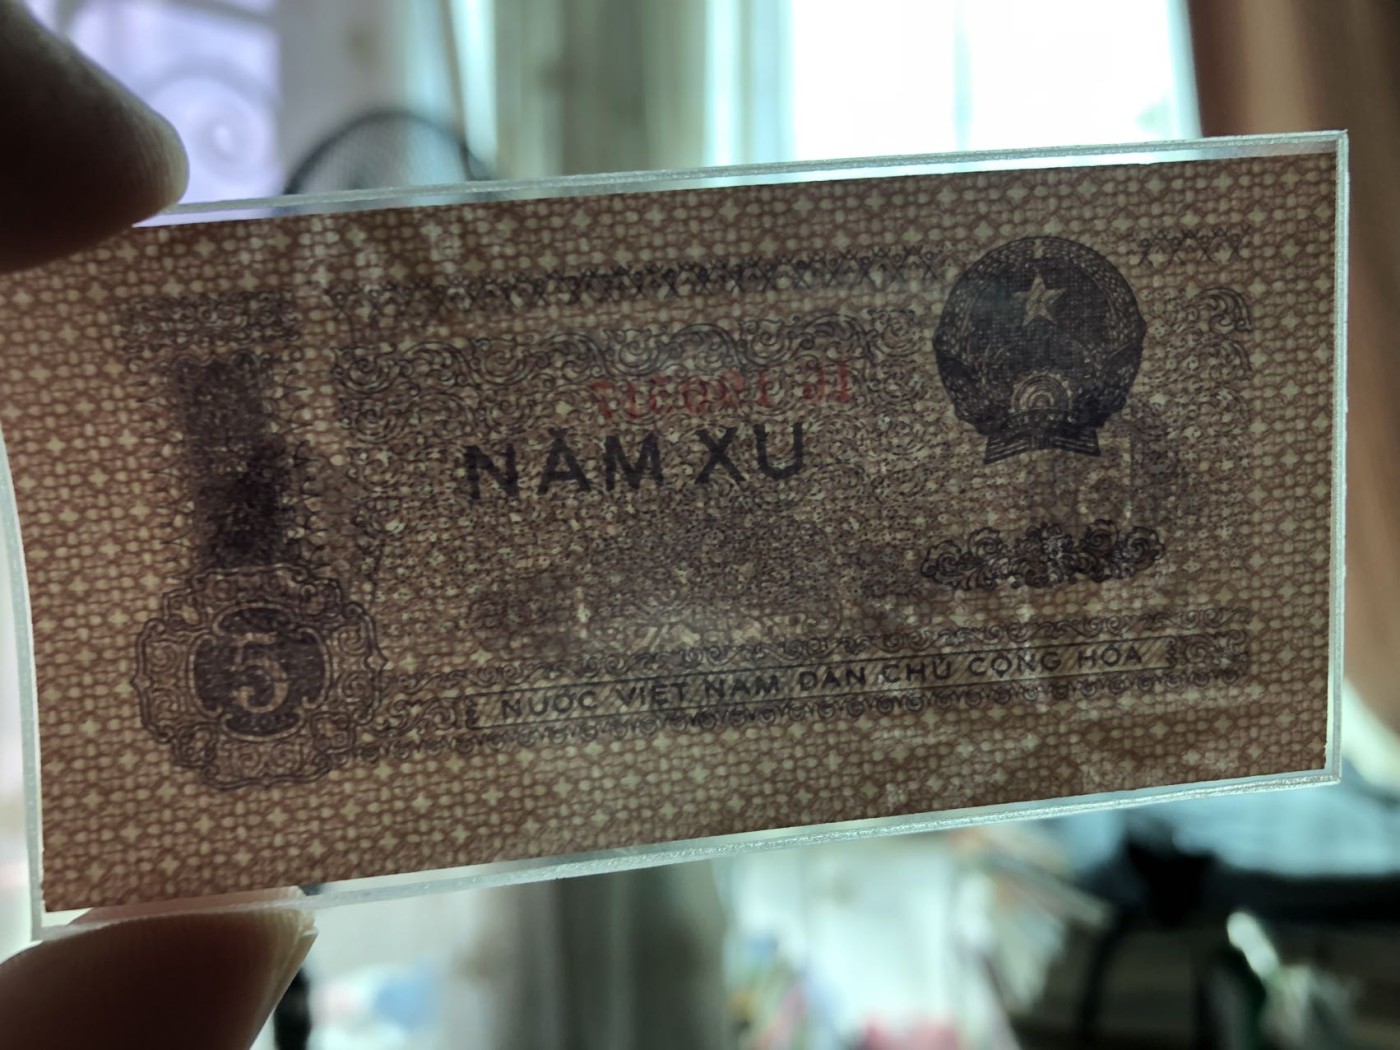 NĂM XU
5
NƯỚC VIỆT NAM DÂN CHỦ CỘNG HÒA